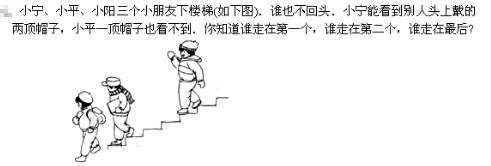 小宁、小平、小阳三个小朋友下楼梯(如下图)．谁也不回头．小宁能看到别人头上戴的
两顶帽子，小平一顶帽子也看不到．你知道谁走在第一个，谁走在第二个，谁走在最后?